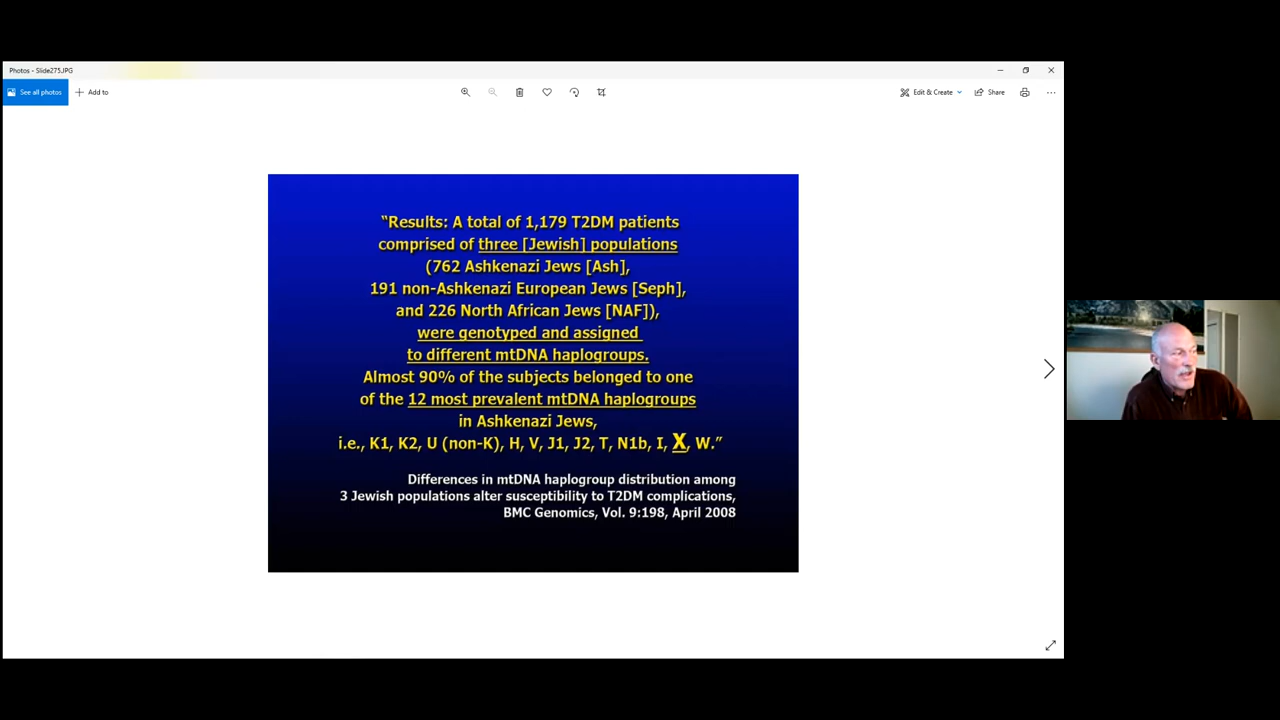 Photos - Slide275.JPG
See all photos
Add to
Edit & Create
Share
“Results: A total of 1,179 T2DM patients
comprised of three [Jewish] populations
(762 Ashkenazi Jews [Ash],
191 non-Ashkenazi European Jews [Seph],
and 226 North African Jews [NAF]),
were genotyped and assigned
to different mtDNA haplogroups.
Almost 90% of the subjects belonged to one
of the 12 most prevalent mtDNA haplogroups
in Ashkenazi Jews,
i.e., K1, K2, U (non-K), H, V, J1, J2, T, N1b, I, X, W.”
Differences in mtDNA haplogroup distribution among
3 Jewish populations alter susceptibility to T2DM complications,
BMC Genomics, Vol. 9:198, April 2008